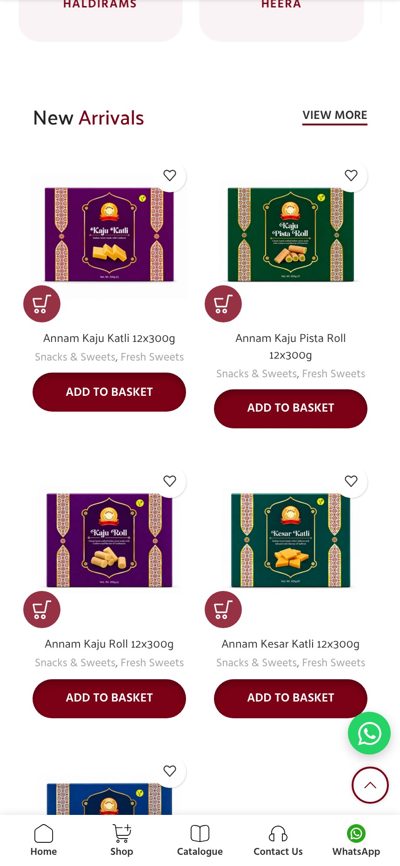 HALDIRAMS
HEERA
New Arrivals
VIEW MORE
Kaju Katli
Kaju
Pista Roll
Annam Kaju Katli 12x300g
Snacks & Sweets, Fresh Sweets
ADD TO BASKET
Annam Kaju Pista Roll
12x300g
Snacks & Sweets, Fresh Sweets
ADD TO BASKET
Kaju Roll
Kesar Katli
Annam Kaju Roll 12x300g
Snacks & Sweets, Fresh Sweets
ADD TO BASKET
Annam Kesar Katli 12x300g
Snacks & Sweets, Fresh Sweets
ADD TO BASKET
Home
Shop
Catalogue
Contact Us
WhatsApp